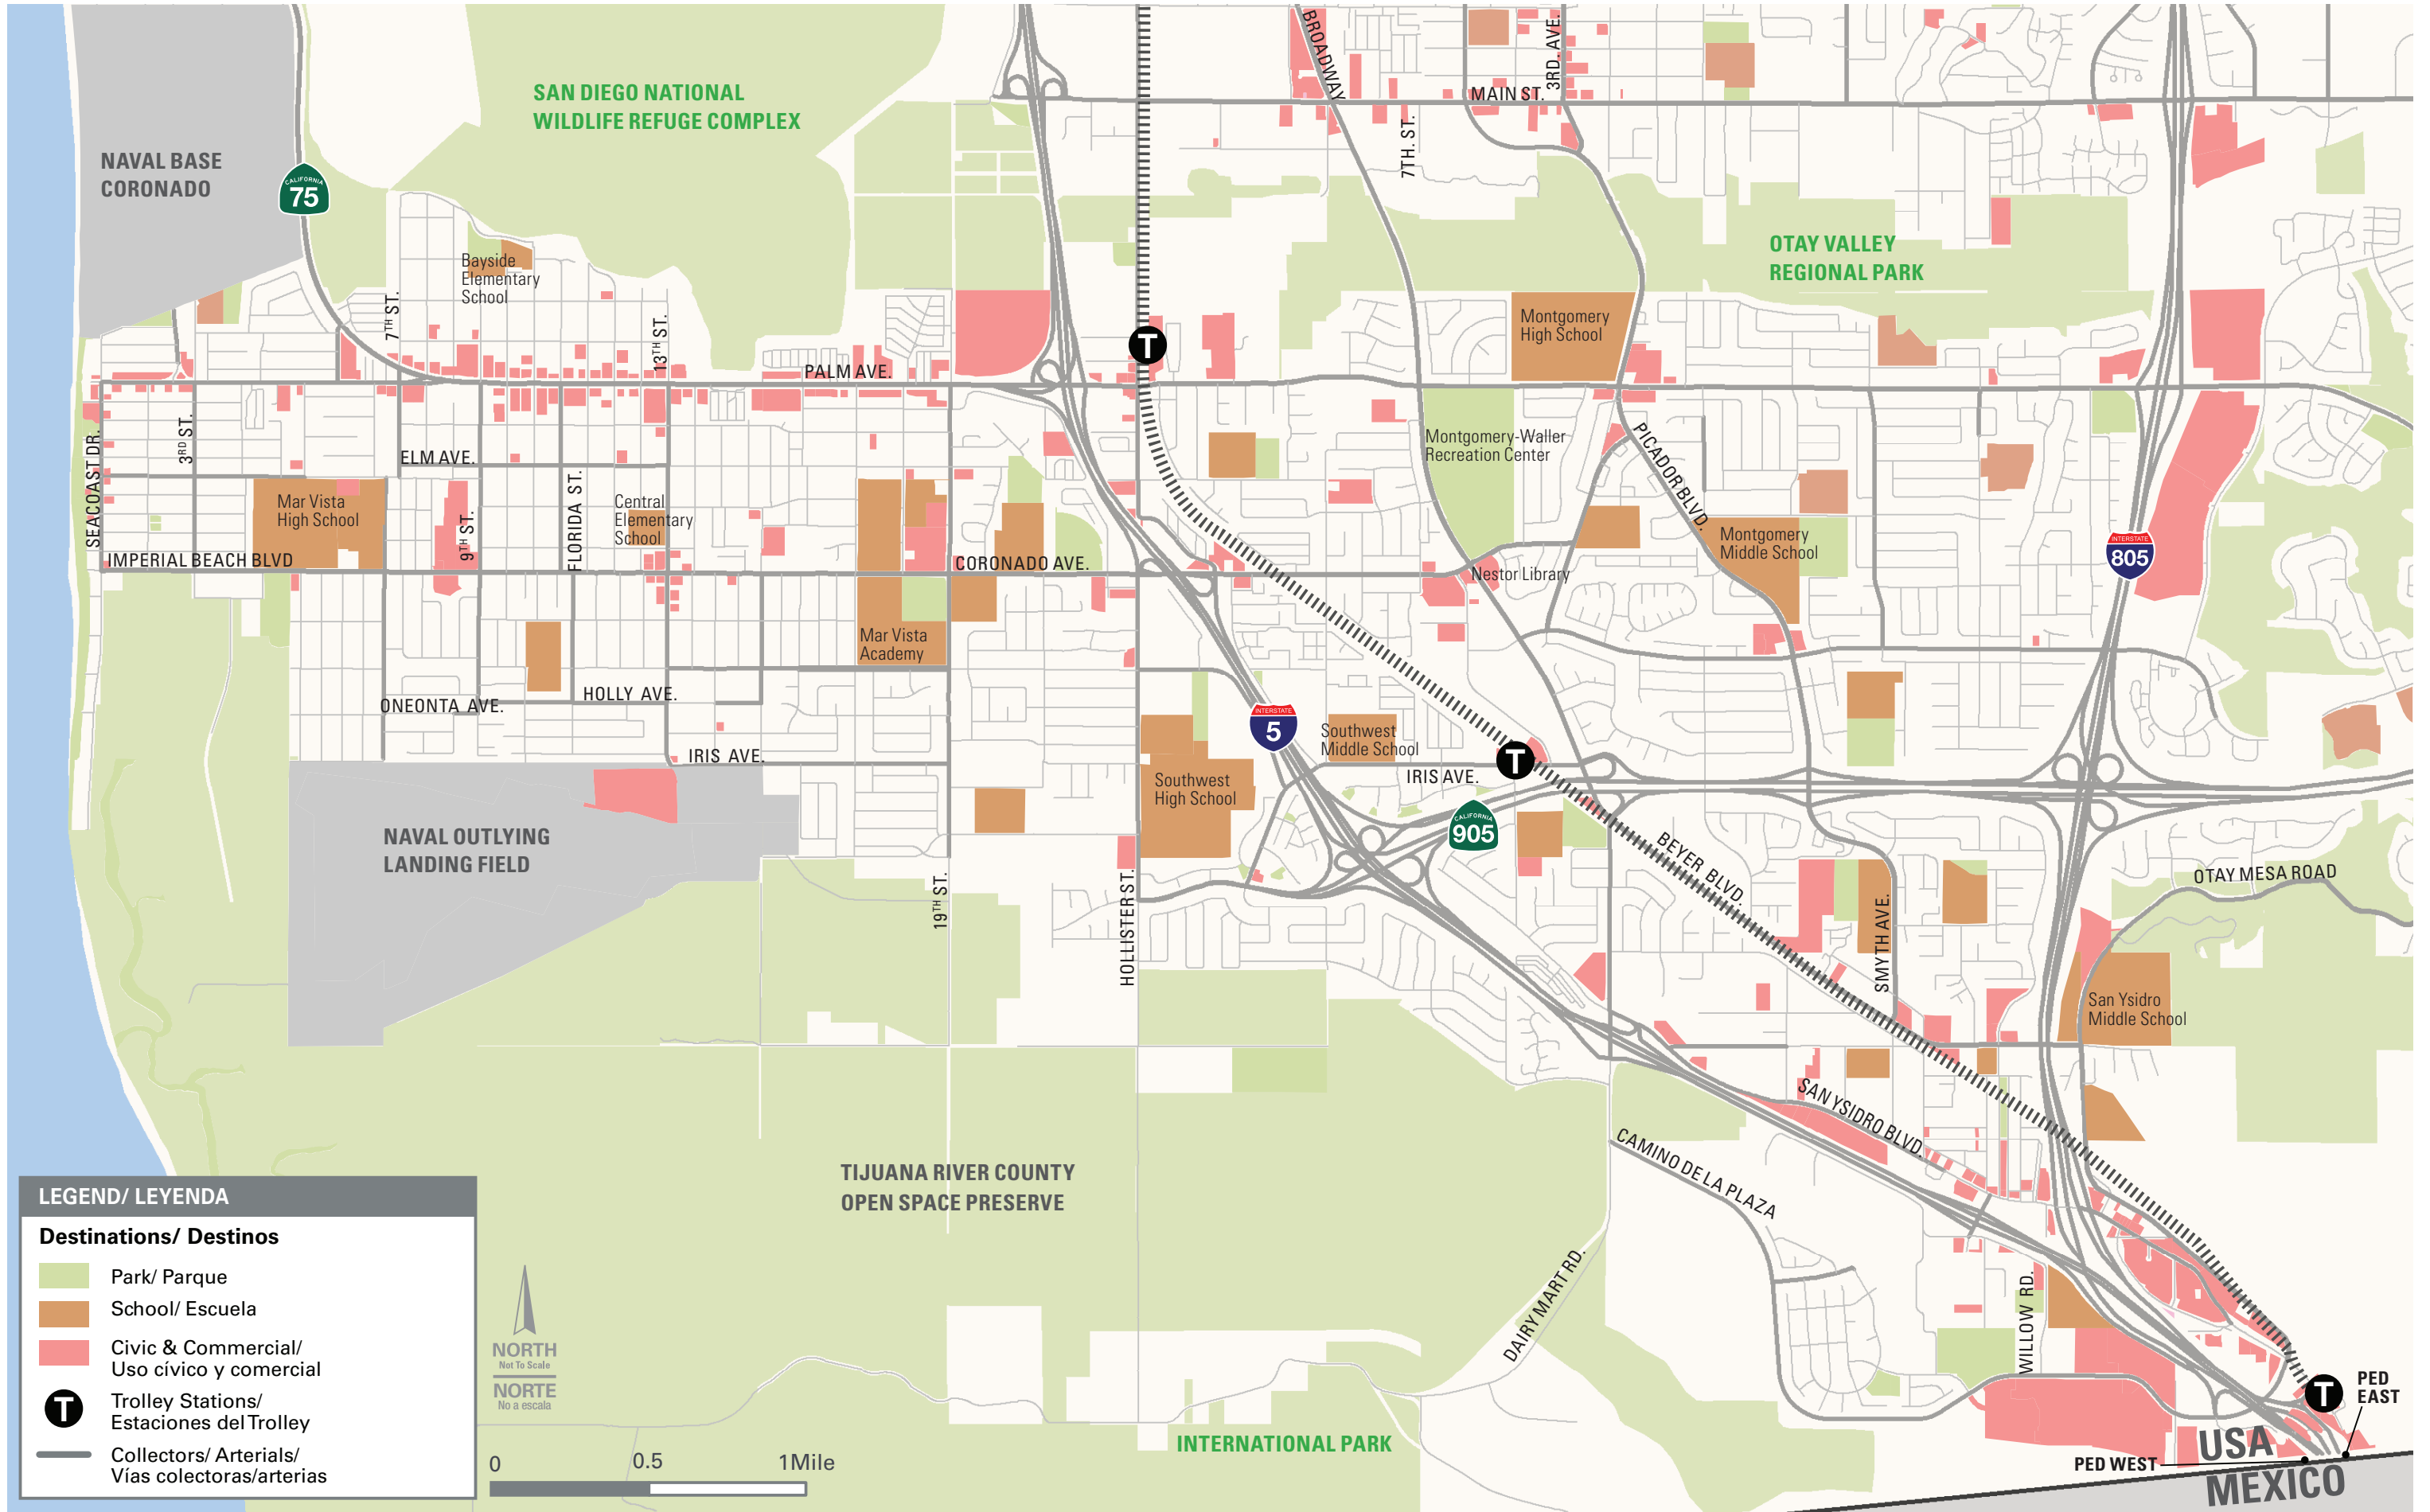 BROADWAY
3RD. AVE.
MAIN ST.
7TH. ST.
SAN DIEGO NATIONAL
WILDLIFE REFUGE COMPLEX
NAVAL BASE
CORONADO
CALIFORNIA
75
OTAY VALLEY
REGIONAL PARK
Bayside
Elementary
School
7TH ST.
13TH ST.
PALM AVE.
T
Montgomery
High School
SEACOAST DR.
3RD ST.
ELM AVE.
Montgomery-Waller
Recreation Center
PICADOR BLVD.
Mar Vista
High School
9TH ST.
FLORIDA ST.
Central
Elementary
School
Montgomery
Middle School
INTERSTATE
805
IMPERIAL BEACH BLVD
CORONADO AVE.
Nestor Library
Mar Vista
Academy
ONEONTA AVE.
HOLLY AVE.
IRIS AVE.
INTERSTATE
5
Southwest
Middle School
IRIS AVE.
T
Southwest
High School
CALIFORNIA
905
BEYER BLVD.
NAVAL OUTLYING
LANDING FIELD
19TH ST.
HOLLISTER ST.
SMYTH AVE.
OTAY MESA ROAD
San Ysidro
Middle School
SAN YSIDRO BLVD.
CAMINO DE LA PLAZA
TIJUANA RIVER COUNTY
OPEN SPACE PRESERVE
DAIRY MART RD.
WILLOW RD.
INTERNATIONAL PARK
T
PED
EAST
PED WEST
USA
MEXICO
LEGEND/ LEYENDA
Destinations/ Destinos
Park/ Parque
School/ Escuela
Civic & Commercial/
Uso cívico y comercial
T
Trolley Stations/
Estaciones del Trolley
Collectors/ Arterials/
Vías colectoras/arterias
NORTH
Not To Scale
NORTE
No a escala
0
0.5
1Mile